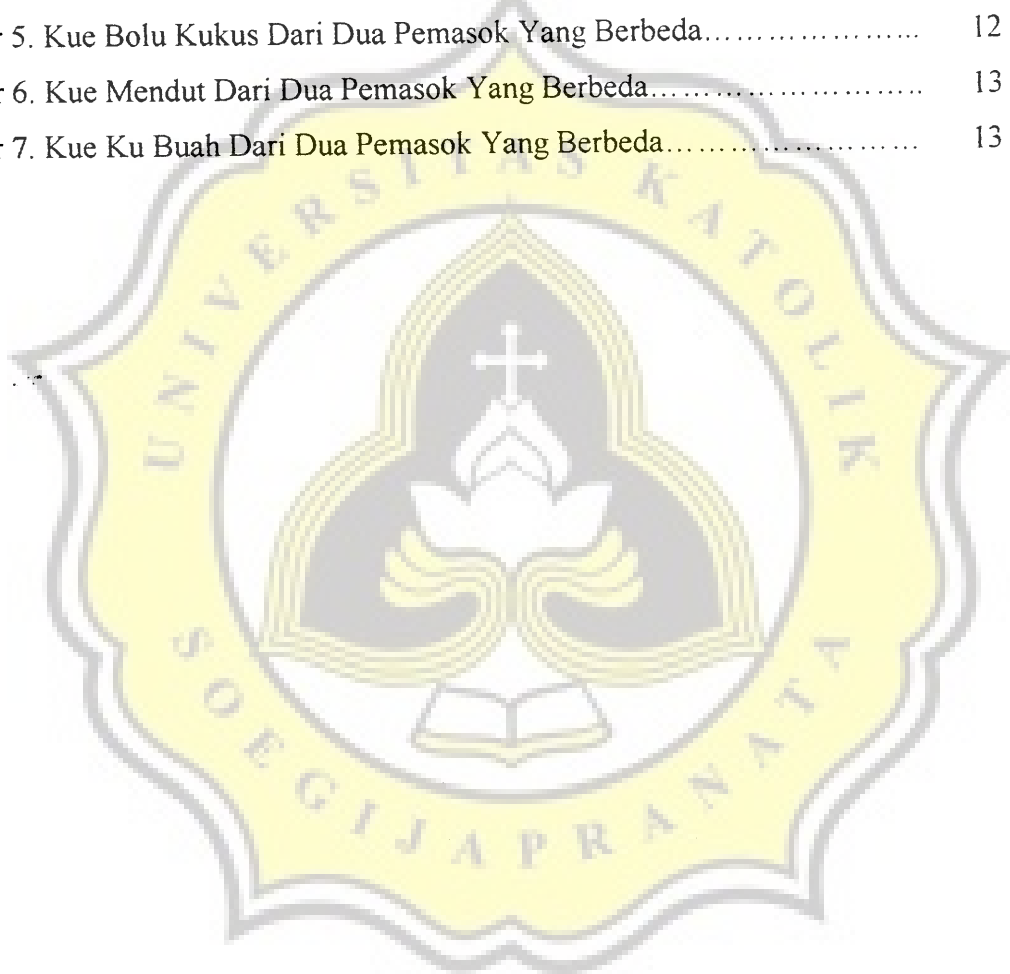 r 5. Kue Bolu Kukus Dari Dua Pemasok Yang Berbeda..................... 12
r 6. Kue Mendut Dari Dua Pemasok Yang Berbeda......................... 13
r 7. Kue Ku Buah Dari Dua Pemasok Yang Berbeda....................... 13
UNIVERSITAS KATOLIK
SOEGIJAPRANATA